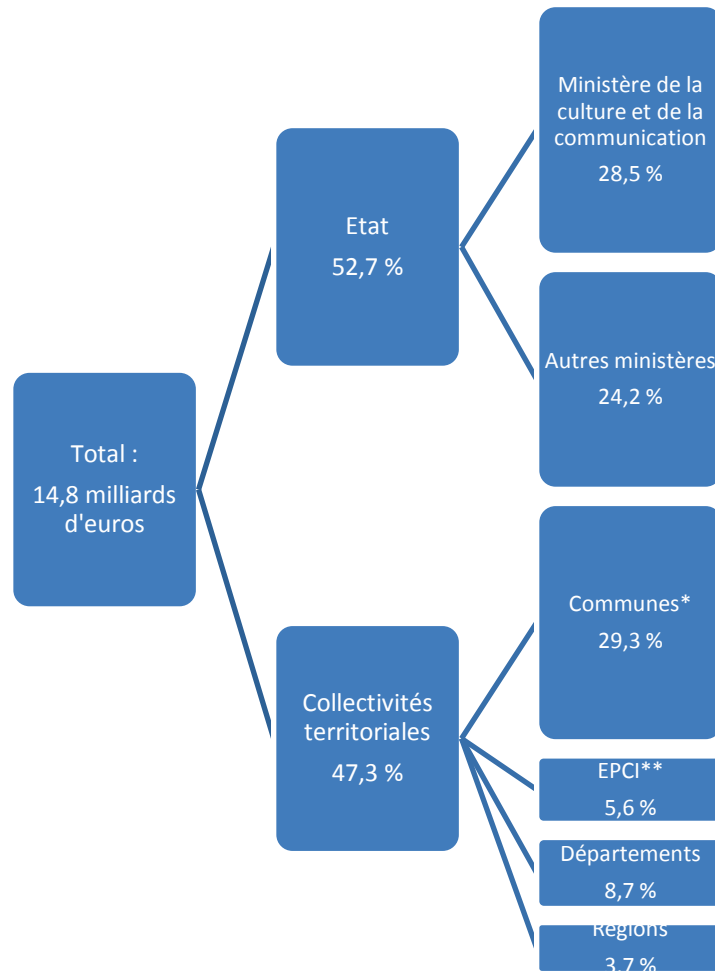 Total :
14,8 milliards
d'euros
Etat
52,7 %
Ministère de la
culture et de la
communication
28,5 %
Autres ministères
24,2 %
Collectivités
territoriales
47,3 %
Communes*
29,3 %
EPCI**
5,6 %
Départements
8,7 %
Régions
3,7 %